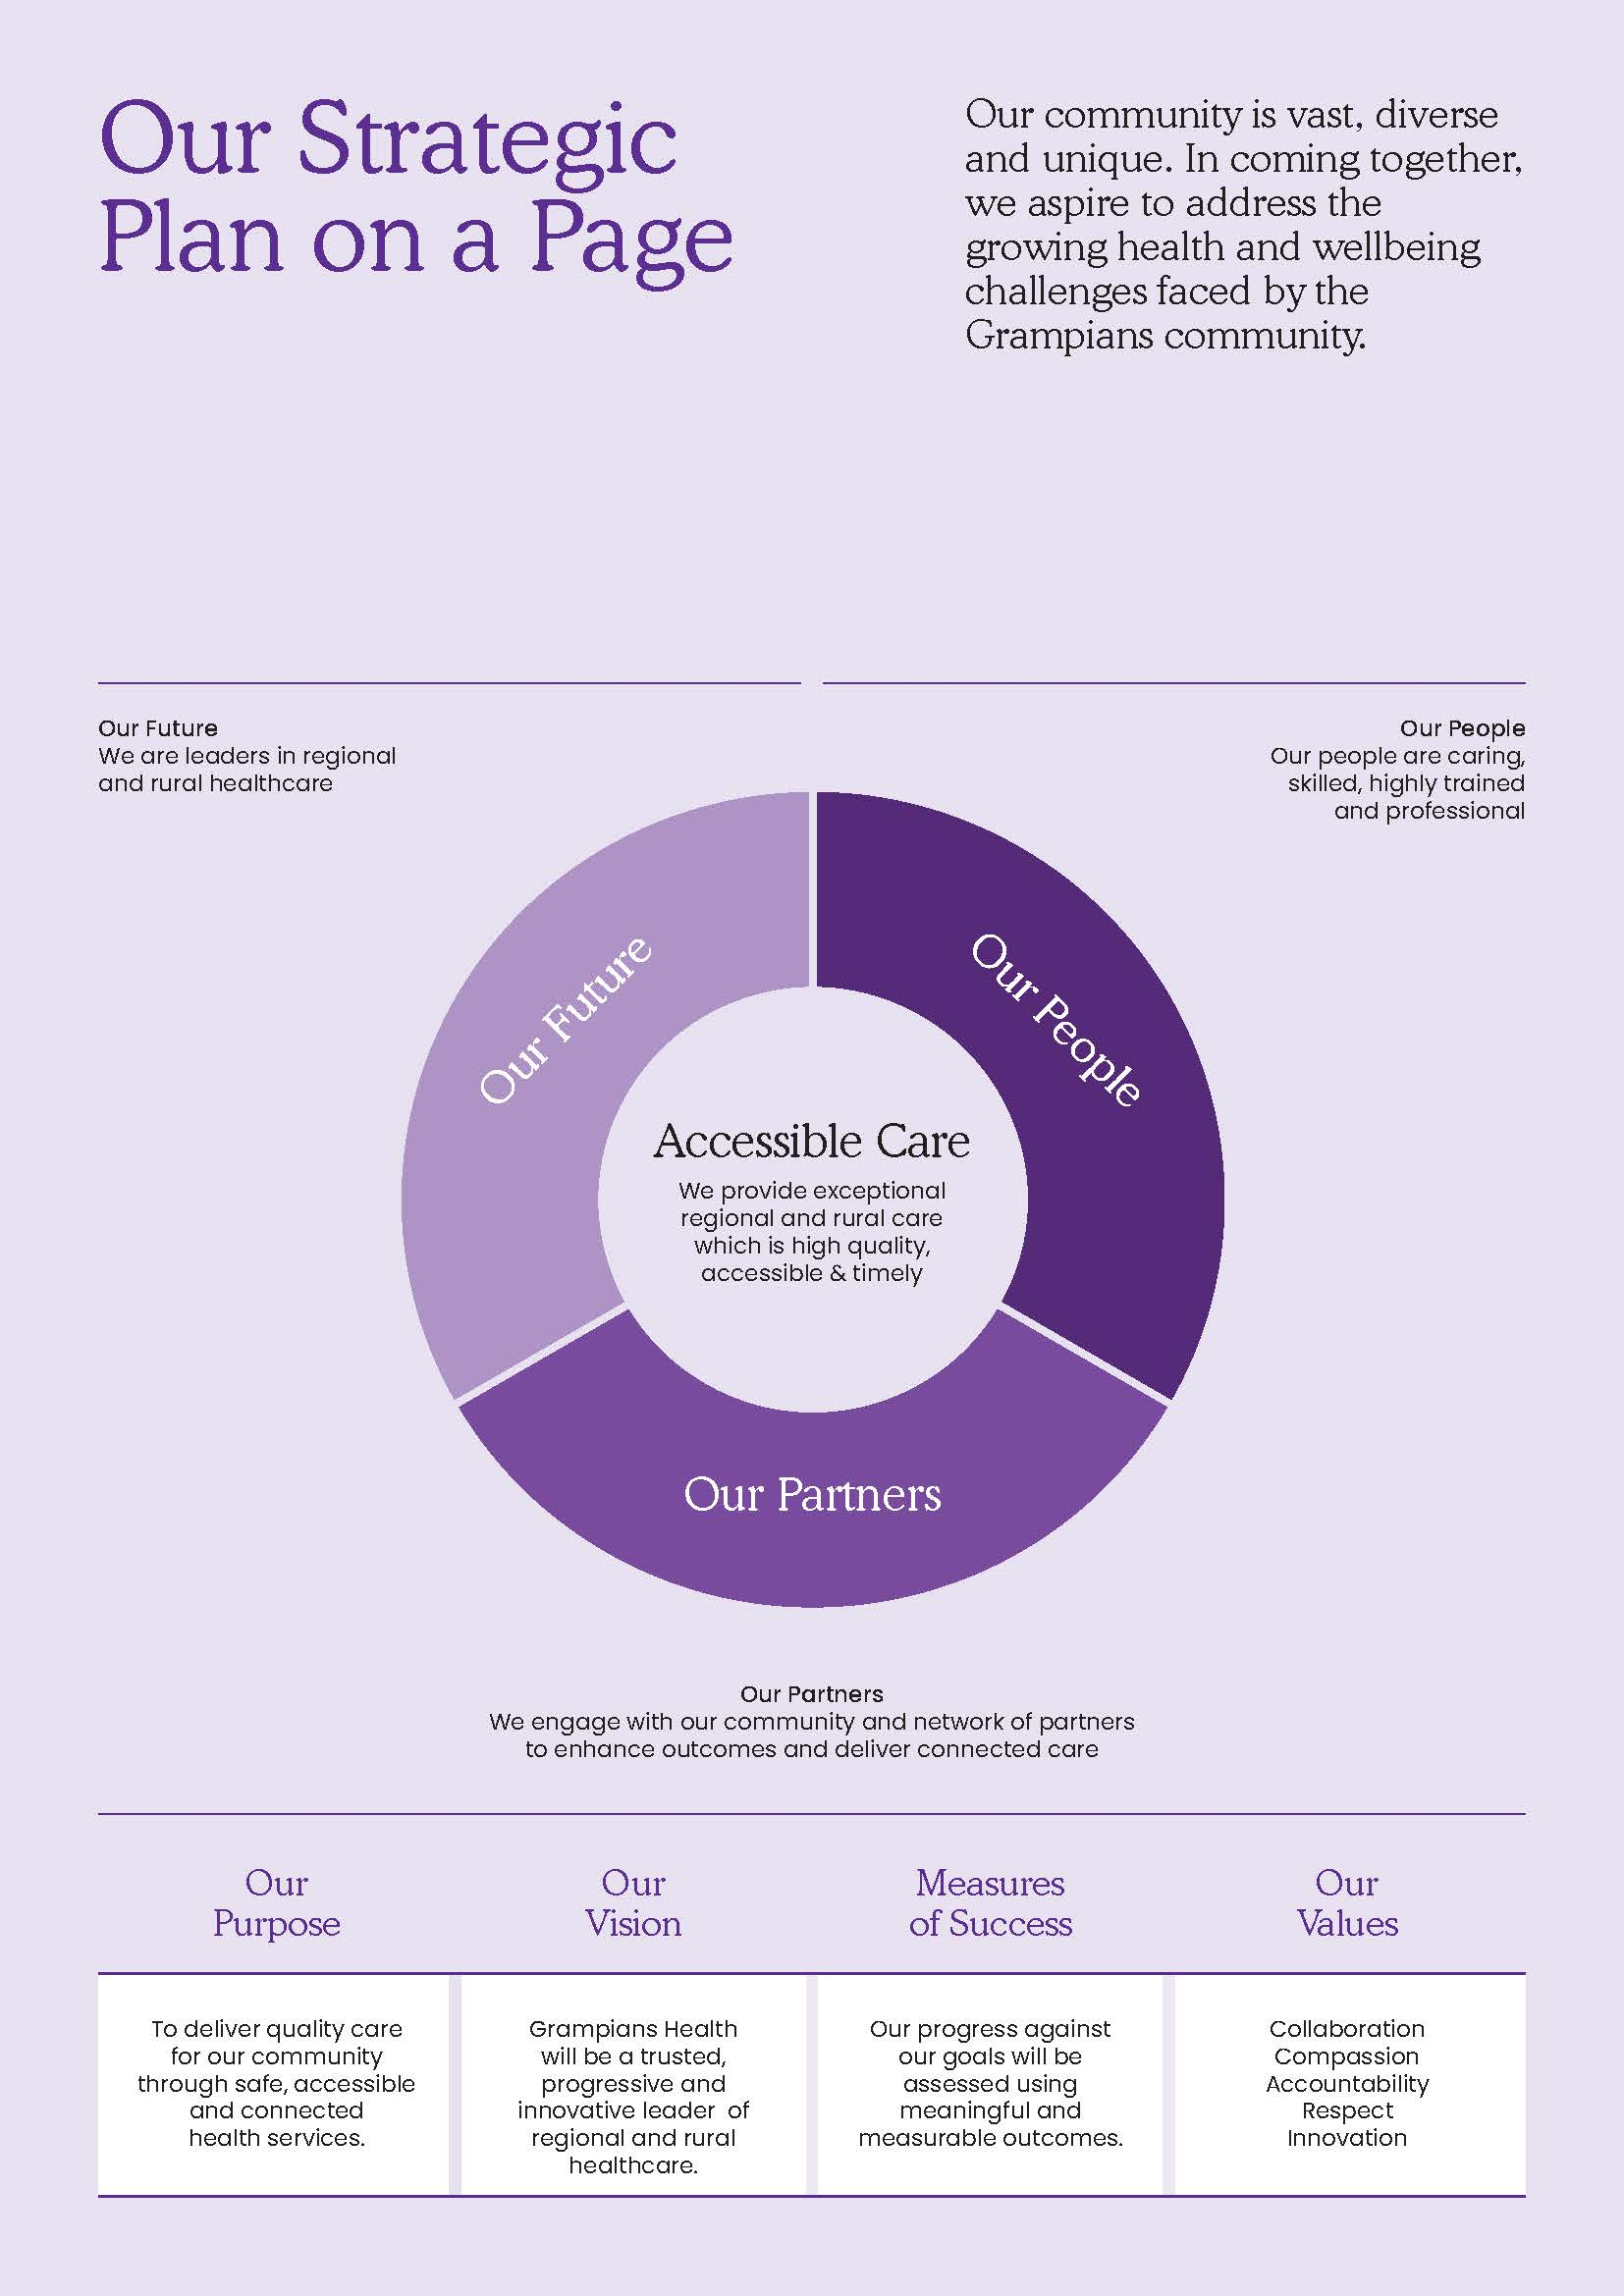 Our Strategic
Plan on a Page
Our community is vast, diverse
and unique. In coming together,
we aspire to address the
growing health and wellbeing
challenges faced by the
Grampians community.
Our Future
We are leaders in regional
and rural healthcare
Our People
Our people are caring,
skilled, highly trained
and professional
Our Future
Our People
Accessible Care
We provide exceptional
regional and rural care
which is high quality,
accessible & timely
Our Partners
Our Partners
We engage with our community and network of partners
to enhance outcomes and deliver connected care
Our
Purpose
To deliver quality care
for our community
through safe, accessible
and connected
health services.
Our
Vision
Grampians Health
will be a trusted,
progressive and
innovative leader of
regional and rural
healthcare.
Measures
of Success
Our progress against
our goals will be
assessed using
meaningful and
measurable outcomes.
Our
Values
Collaboration
Compassion
Accountability
Respect
Innovation